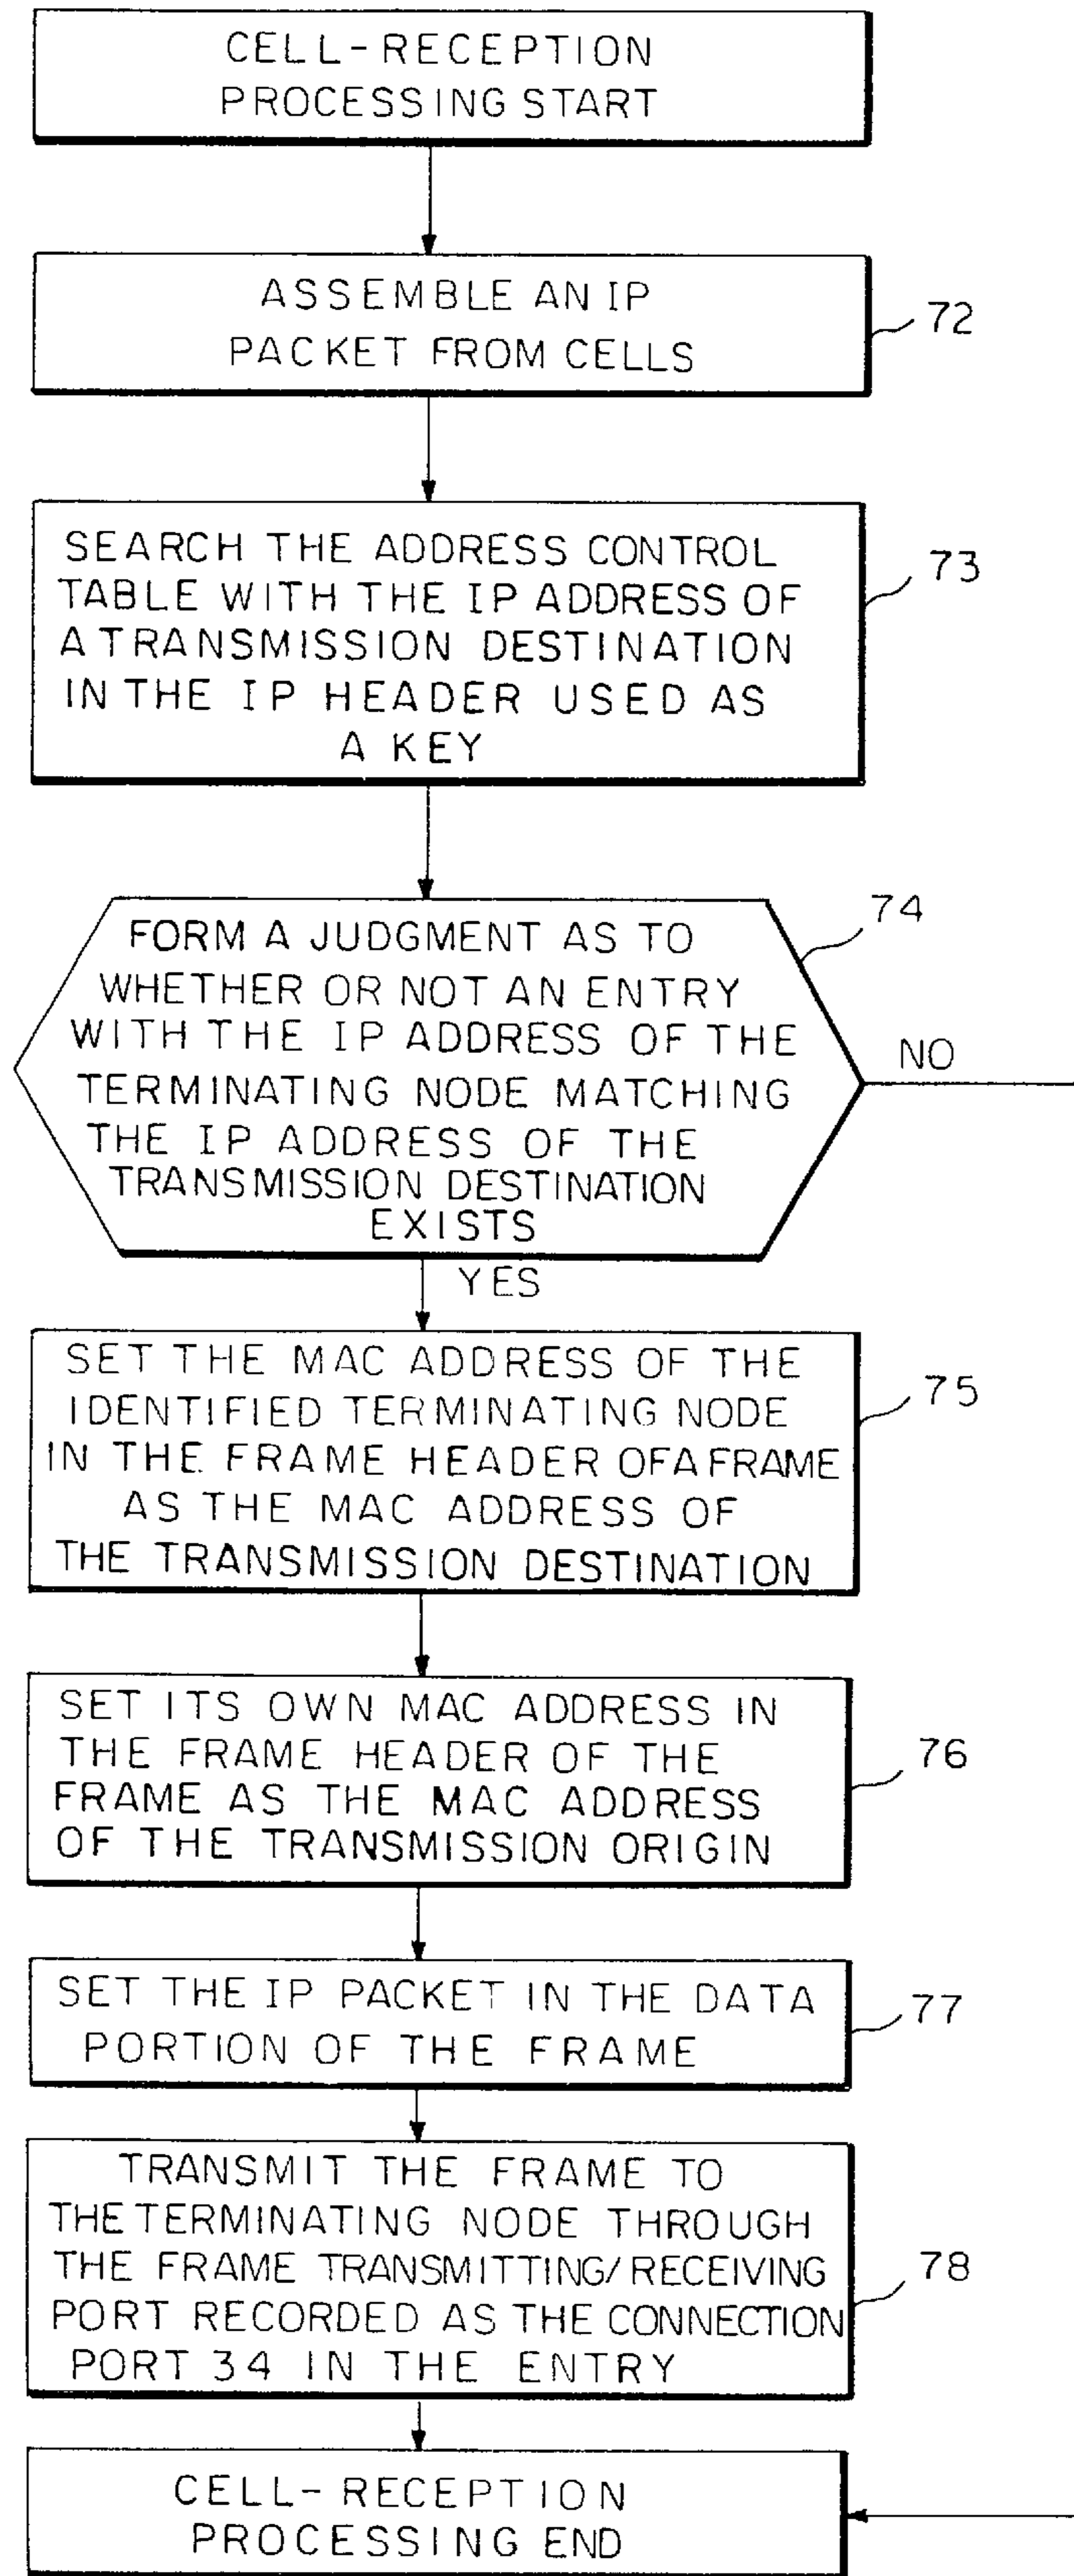 CELL-RECEPTION
PROCESSING START
ASSEMBLE AN IP
PACKET FROM CELLS
72
SEARCH THE ADDRESS CONTROL
TABLE WITH THE IP ADDRESS OF
A TRANSMISSION DESTINATION
IN THE IP HEADER USED AS
A KEY
73
FORM A JUDGMENT AS TO
WHETHER OR NOT AN ENTRY
WITH THE IP ADDRESS OF THE
TERMINATING NODE MATCHING
THE IP ADDRESS OF THE
TRANSMISSION DESTINATION
EXISTS
74
NO
YES
SET THE MAC ADDRESS OF THE
IDENTIFIED TERMINATING NODE
IN THE FRAME HEADER OF A FRAME
AS THE MAC ADDRESS OF
THE TRANSMISSION DESTINATION
75
SET ITS OWN MAC ADDRESS IN
THE FRAME HEADER OF THE
FRAME AS THE MAC ADDRESS
OF THE TRANSMISSION ORIGIN
76
SET THE IP PACKET IN THE DATA
PORTION OF THE FRAME
77
TRANSMIT THE FRAME TO
THE TERMINATING NODE THROUGH
THE FRAME TRANSMITTING/RECEIVING
PORT RECORDED AS THE CONNECTION
PORT 34 IN THE ENTRY
78
CELL-RECEPTION
PROCESSING END